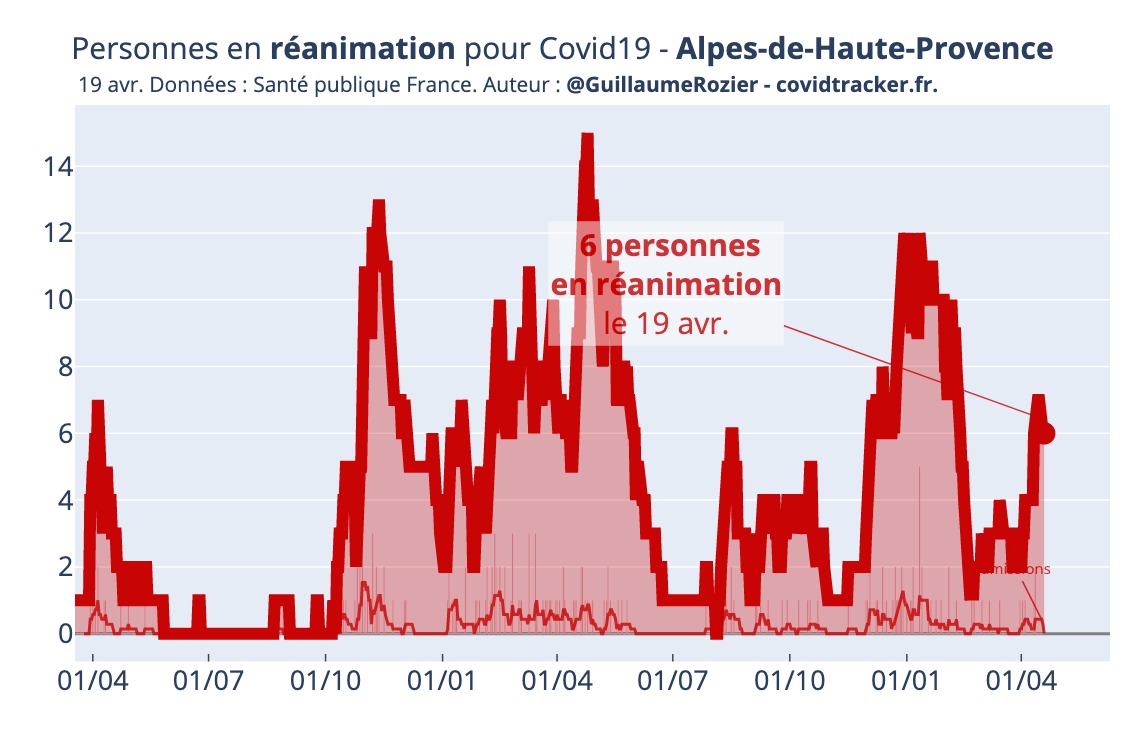 Personnes en réanimation pour Covid19 - Alpes-de-Haute-Provence
19 avr. Données : Santé publique France. Auteur : @GuillaumeRozier - covidtracker.fr.
14
12
10
8
6
4
2
0
6 personnes
en réanimation
le 19 avr.
01/04 01/07 01/10 01/01 01/04 01/07 01/10 01/01 01/04